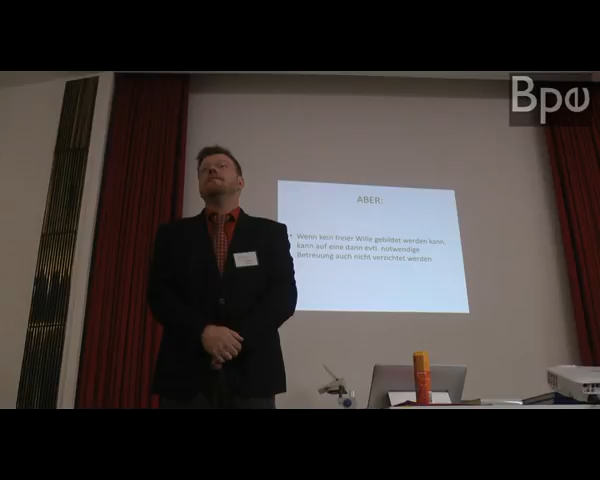 Bpe
ABER:
• Wenn kein freier Wille gebildet werden kann,
kann auf eine dann evtl. notwendige
Betreuung auch nicht verzichtet werden